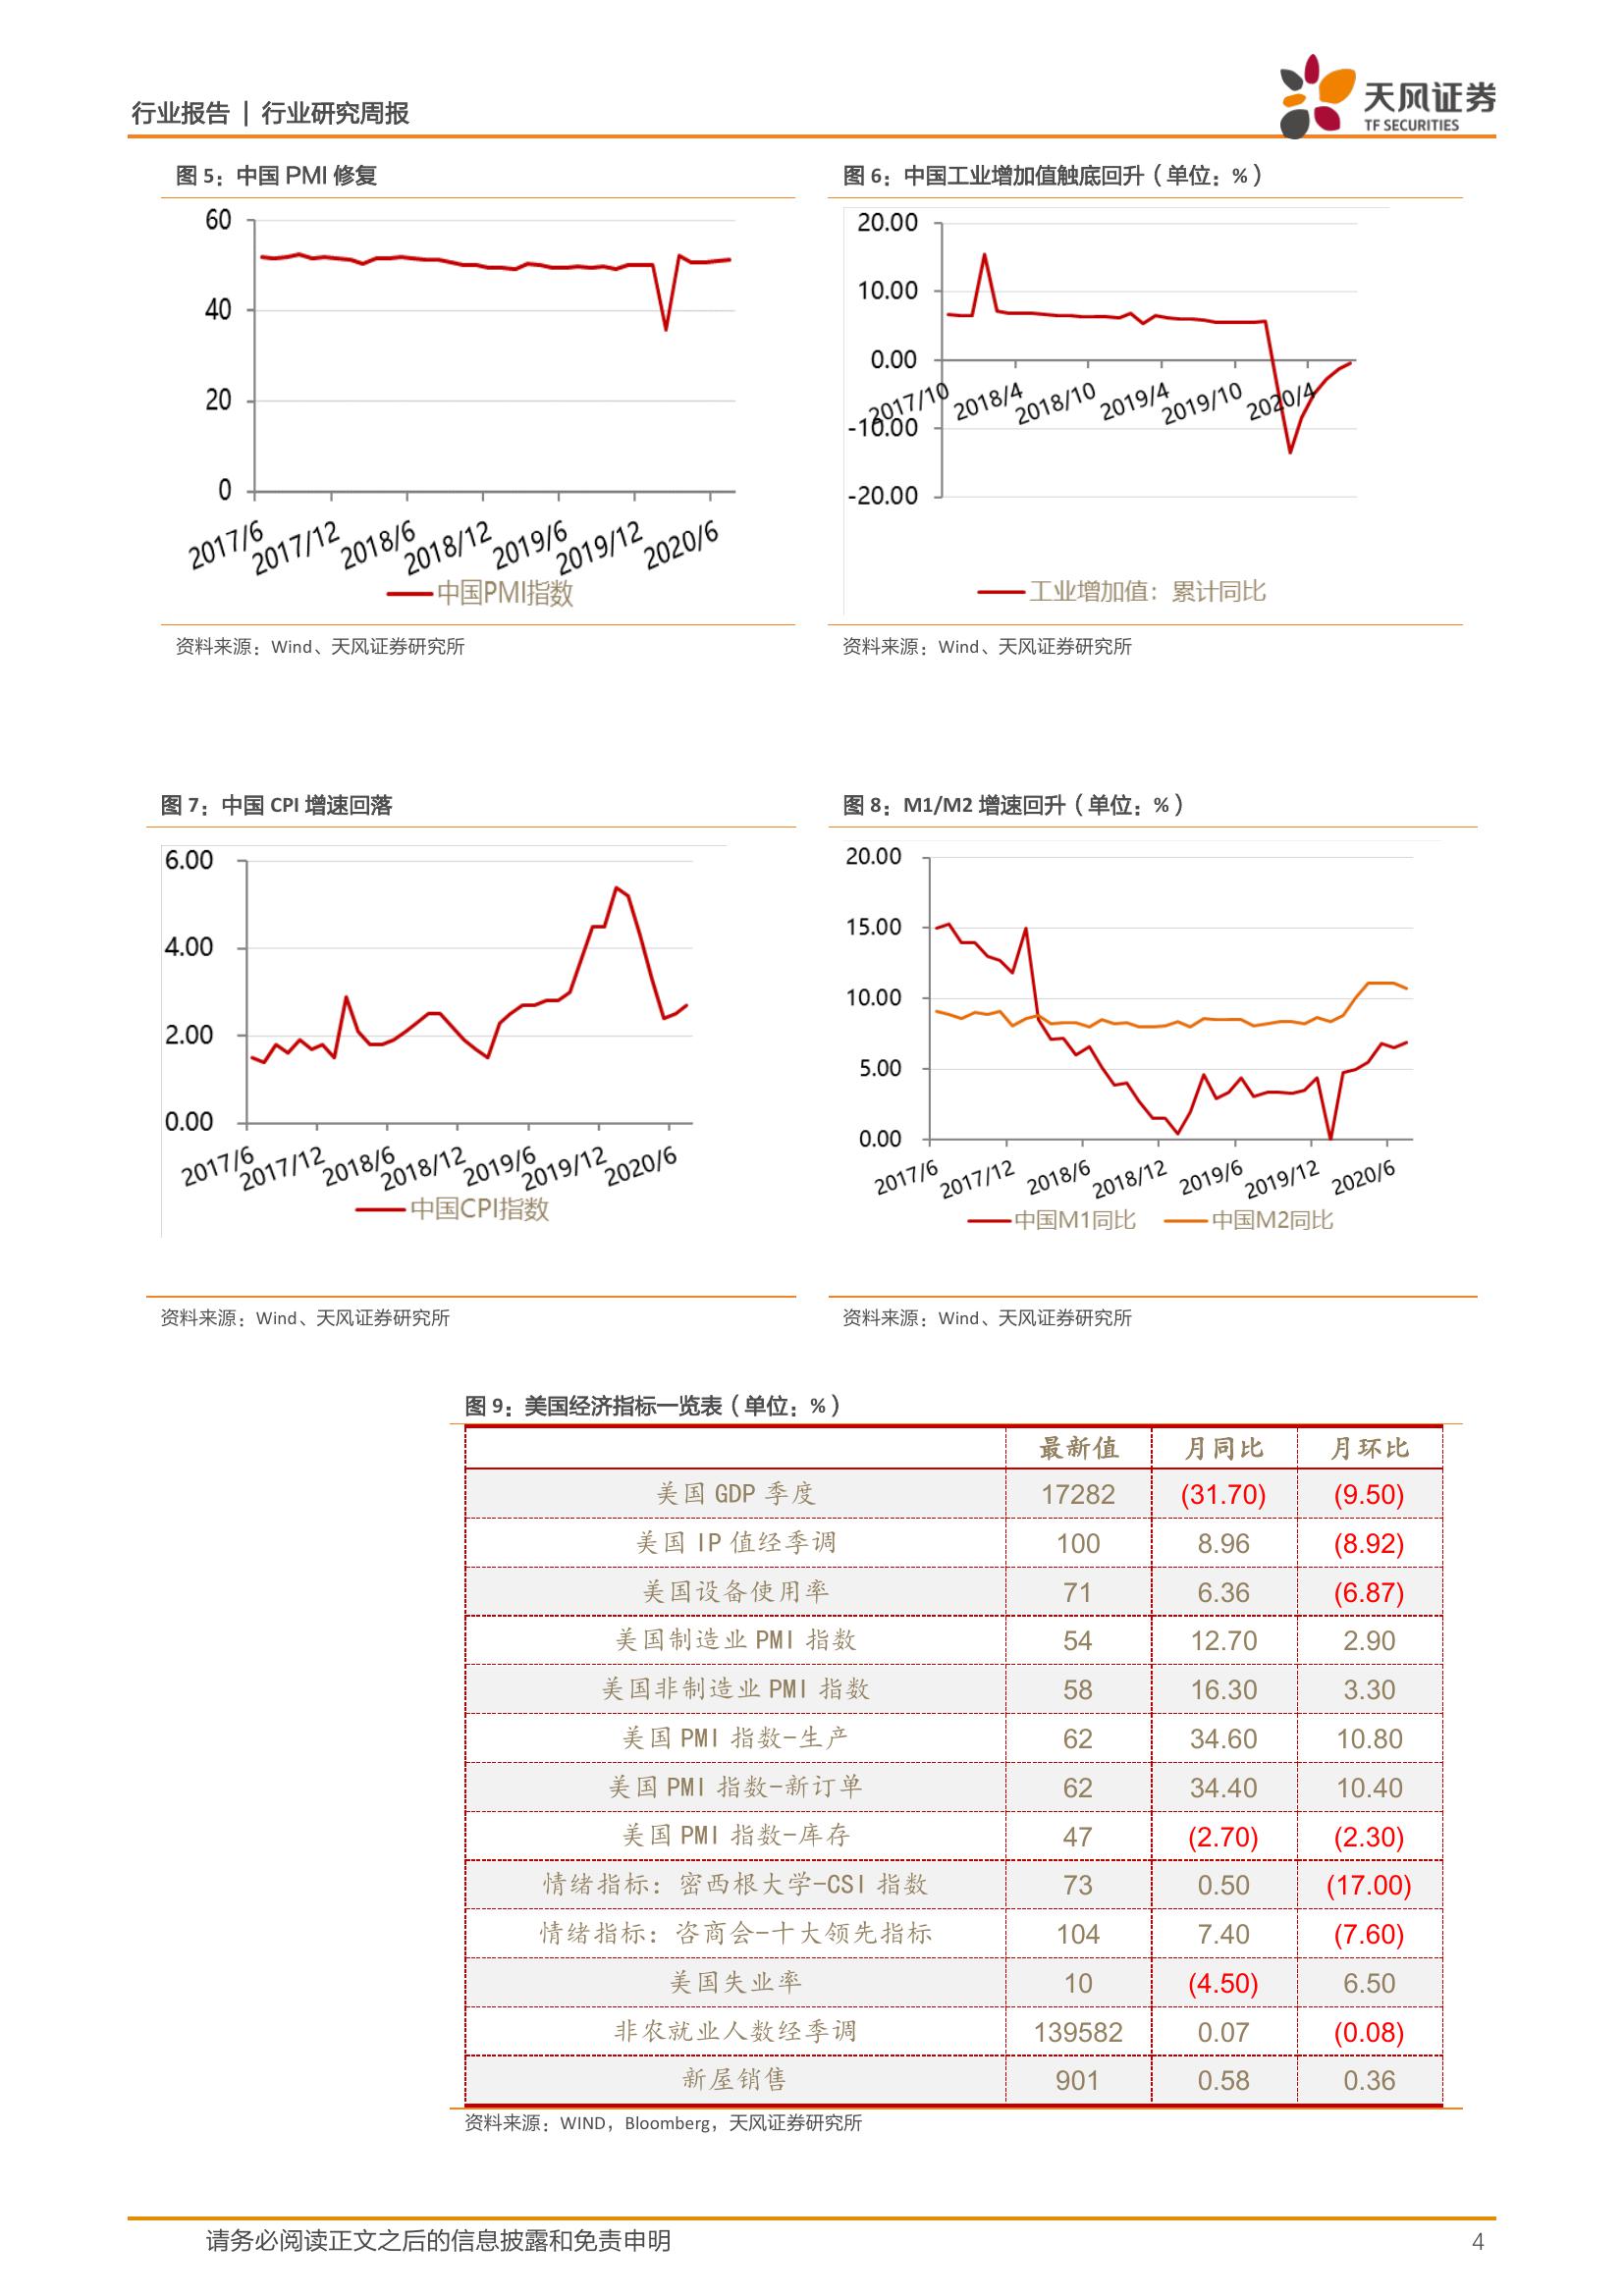 行业报告 | 行业研究周报
天风证券
TF SECURITIES
图 5：中国 PMI 修复
60
40
20
0
2017/6
2017/12
2018/6
2018/12
2019/6
2019/12
2020/6
中国PMI指数
资料来源：Wind、天风证券研究所
图 6：中国工业增加值触底回升（单位：%）
20.00
10.00
0.00
-10.00
-20.00
2017/10
2018/4
2018/10
2019/4
2019/10
2020/4
工业增加值：累计同比
资料来源：Wind、天风证券研究所
图 7：中国 CPI 增速回落
6.00
4.00
2.00
0.00
2017/6
2017/12
2018/6
2018/12
2019/6
2019/12
2020/6
中国CPI指数
资料来源：Wind、天风证券研究所
图 8：M1/M2 增速回升（单位：%）
20.00
15.00
10.00
5.00
0.00
2017/6
2017/12
2018/6
2018/12
2019/6
2019/12
2020/6
中国M1同比 中国M2同比
资料来源：Wind、天风证券研究所
图 9：美国经济指标一览表（单位：%）
最新值 月同比 月环比
美国 GDP 季度 17282 (31.70) (9.50)
美国 IP 值经季调 100 8.96 (8.92)
美国设备使用率 71 6.36 (6.87)
美国制造业 PMI 指数 54 12.70 2.90
美国非制造业 PMI 指数 58 16.30 3.30
美国 PMI 指数-生产 62 34.60 10.80
美国 PMI 指数-新订单 62 34.40 10.40
美国 PMI 指数-库存 47 (2.70) (2.30)
情绪指标：密西根大学-CSI 指数 73 0.50 (17.00)
情绪指标：咨商会-十大领先指标 104 7.40 (7.60)
美国失业率 10 (4.50) 6.50
非农就业人数经季调 139582 0.07 (0.08)
新屋销售 901 0.58 0.36
资料来源：WIND，Bloomberg，天风证券研究所
请务必阅读正文之后的信息披露和免责申明 4